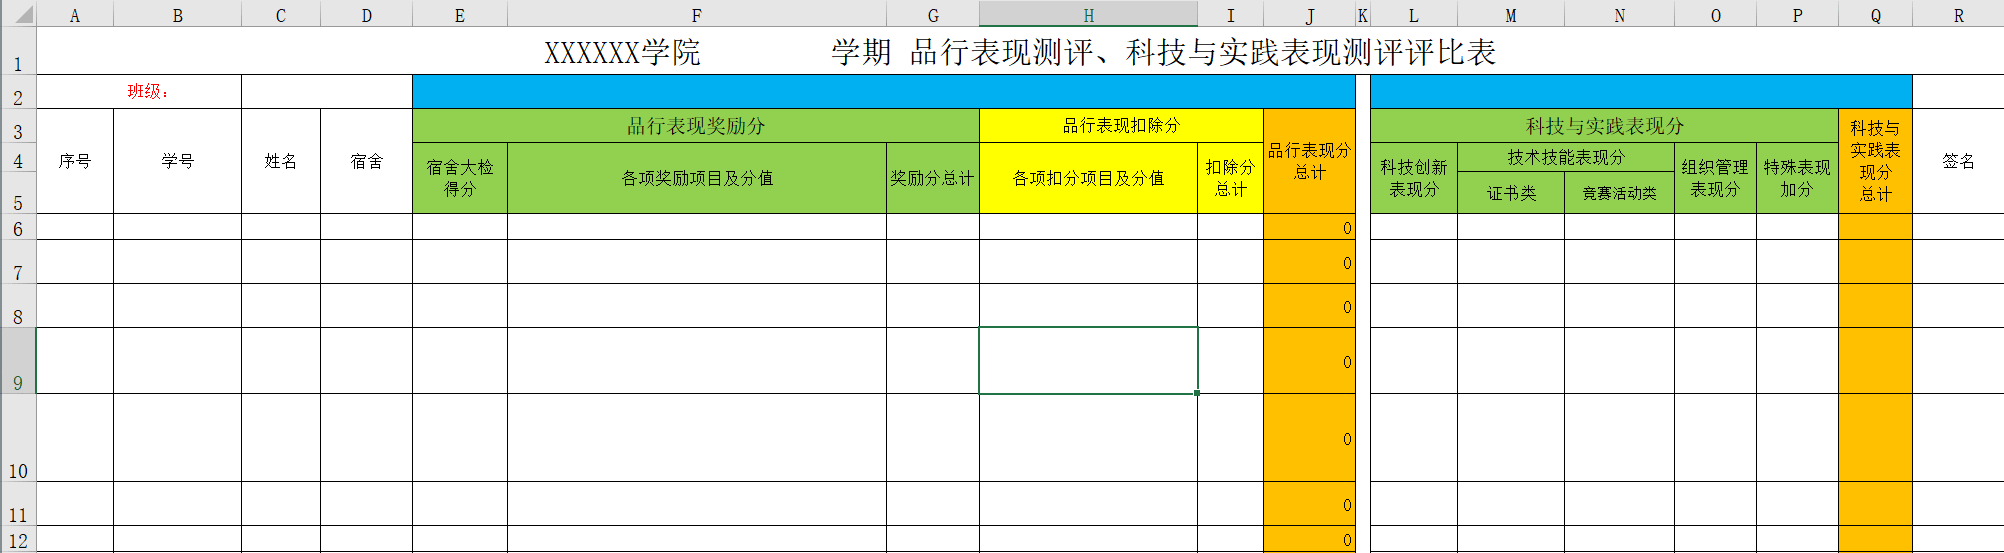 A B C D E F G H I J K L M N O P Q R
1 XXXXXX学院 学期 品行表现测评、科技与实践表现测评评比表
2 班级：
3 品行表现奖励分 品行表现扣除分 科技与实践表现分
4 序号 学号 姓名 宿舍 宿舍大检 各项奖励项目及分值 奖励分总计 各项扣分项目及分值 扣除分 品行表现分 科技创新 技术技能表现分 组织管理 特殊表现 科技与 签名
5 得分 总计 总计 表现分 证书类 竞赛活动类 表现分 加分 实践表
现分
总计
6 0
7 0
8 0
9 0
10 0
11 0
12 0